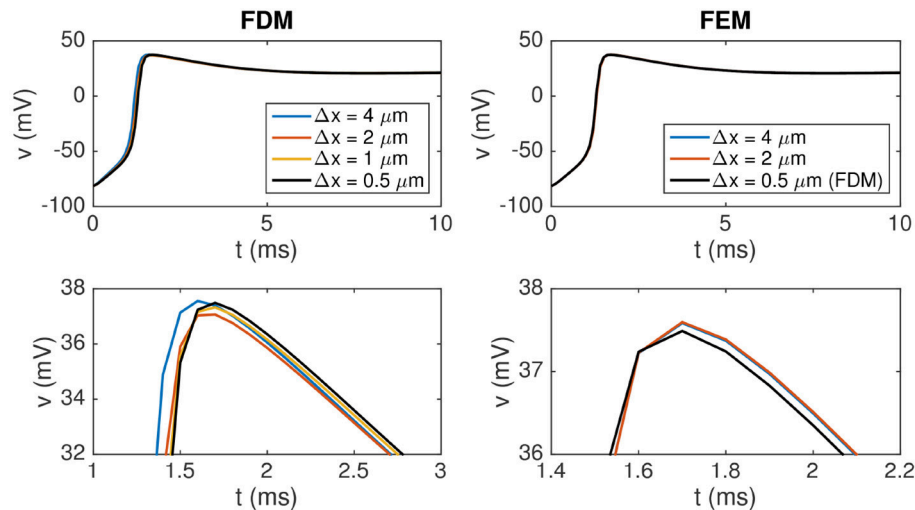 FDM
50
0
-50
-100
v (mV)
0
5
10
t (ms)
Δx = 4 μm
Δx = 2 μm
Δx = 1 μm
Δx = 0.5 μm
FEM
50
0
-50
-100
v (mV)
0
5
10
t (ms)
Δx = 4 μm
Δx = 2 μm
Δx = 0.5 μm (FDM)
38
36
34
32
v (mV)
1
1.5
2
2.5
3
t (ms)
38
37
36
v (mV)
1.4
1.6
1.8
2
2.2
t (ms)